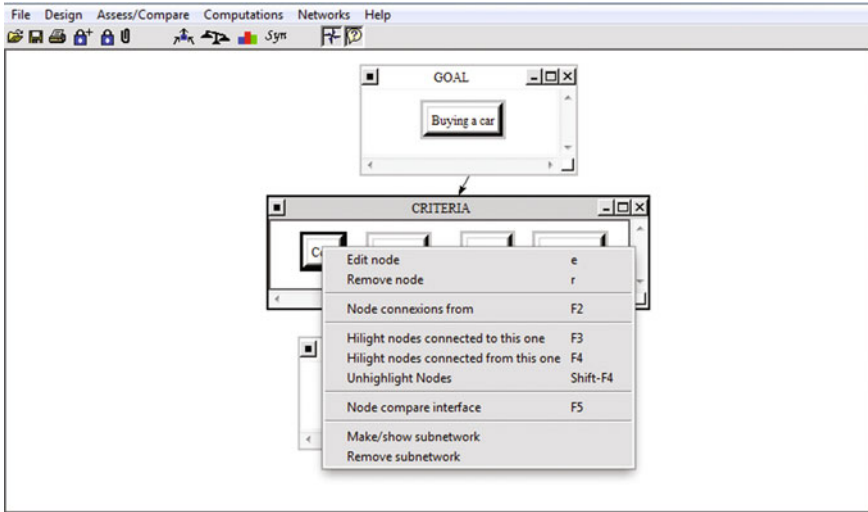 File Design Assess/Compare Computations Networks Help
Syn
GOAL
Buying a car
CRITERIA
Edit node e
Remove node r
Node connexions from F2
Hilight nodes connected to this one F3
Hilight nodes connected from this one F4
Unhighlight Nodes Shift-F4
Node compare interface F5
Make/show subnetwork
Remove subnetwork